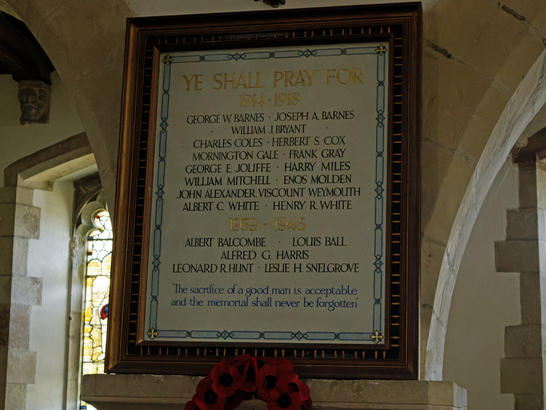 YE SHALL PRAY FOR
1914-1918
GEORGE W. BARNES · JOSEPH A. BARNES
· WILLIAM J. BRYANT ·
CHARLES COLES · HERBERT S. COX
MORNINGTON GALE · FRANK GRAY
GEORGE E. JOLIFFE · HARRY MILES
WILLIAM MITCHELL · ENOS MOLDEN
JOHN ALEXANDER, VISCOUNT WEYMOUTH
ALBERT C. WHITE · HENRY R. WHITE
1939 - 1945
ALBERT BALCOMBE · LOUIS BALL
ALFRED G. HARRIS
LEONARD R. HUNT · LESLIE H. SNELGROVE
"The sacrifice of a good man is acceptable
and the memorial shall never be forgotten"